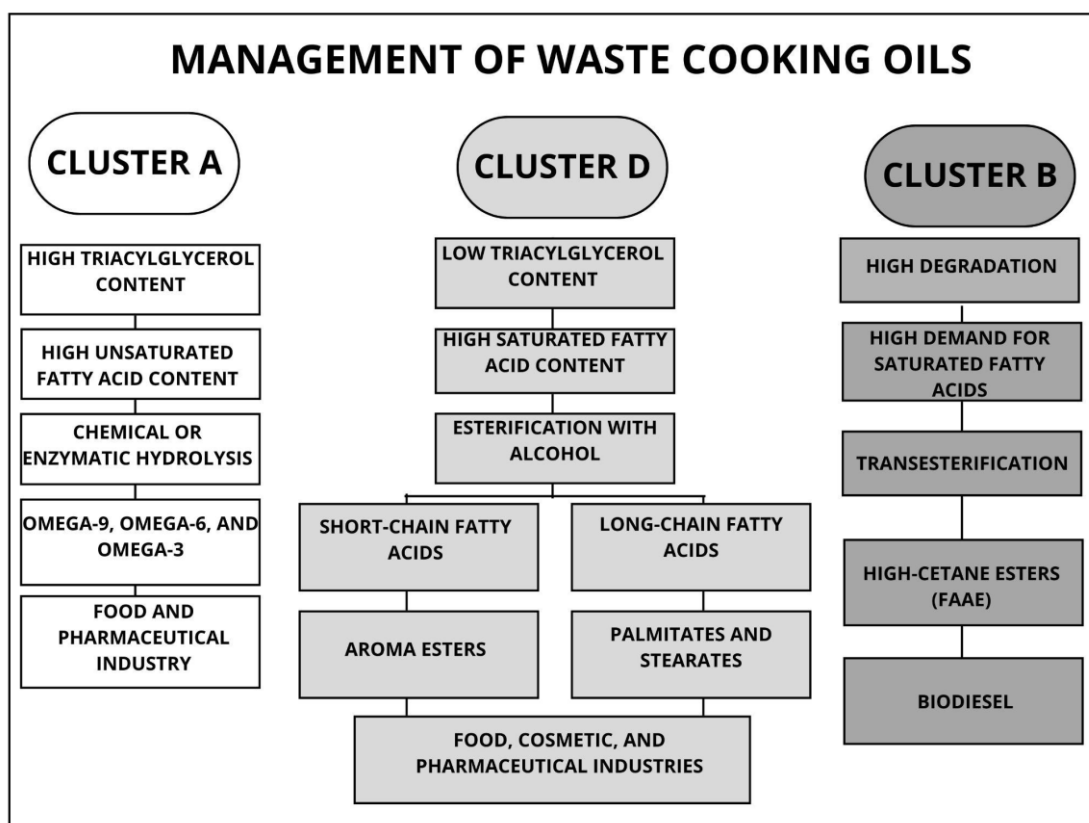 MANAGEMENT OF WASTE COOKING OILS
CLUSTER A
HIGH TRIACYLGLYCEROL
CONTENT
HIGH UNSATURATED
FATTY ACID CONTENT
CHEMICAL OR
ENZYMATIC HYDROLYSIS
OMEGA-9, OMEGA-6, AND
OMEGA-3
FOOD AND
PHARMACEUTICAL
INDUSTRY
CLUSTER D
LOW TRIACYLGLYCEROL
CONTENT
HIGH SATURATED FATTY
ACID CONTENT
ESTERIFICATION WITH
ALCOHOL
SHORT-CHAIN FATTY
ACIDS
AROMA ESTERS
LONG-CHAIN FATTY
ACIDS
PALMITATES AND
STEARATES
FOOD, COSMETIC, AND
PHARMACEUTICAL INDUSTRIES
CLUSTER B
HIGH DEGRADATION
HIGH DEMAND FOR
SATURATED FATTY
ACIDS
TRANSESTERIFICATION
HIGH-CETANE ESTERS
(FAAE)
BIODIESEL